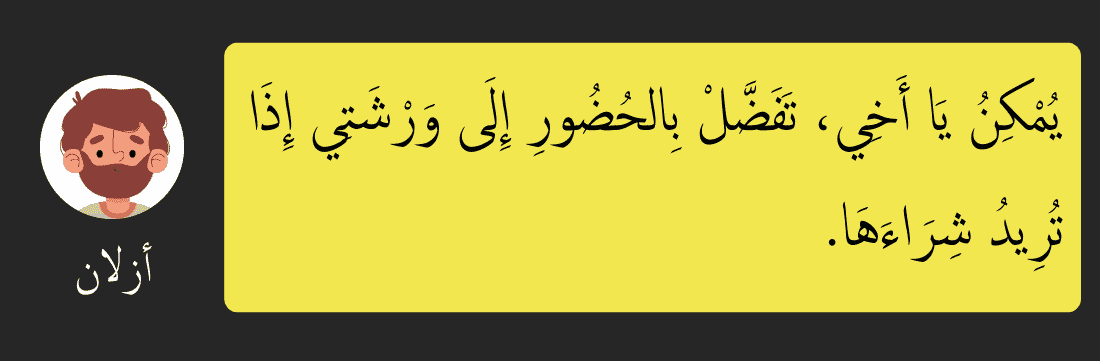 يُمْكِنُ يَا أَخِي، تَفَضَّلْ بِالحُضُورِ إِلَى وَرْشَتِي إِذَا
تُرِيدُ شِرَاءَهَا.
أزلان